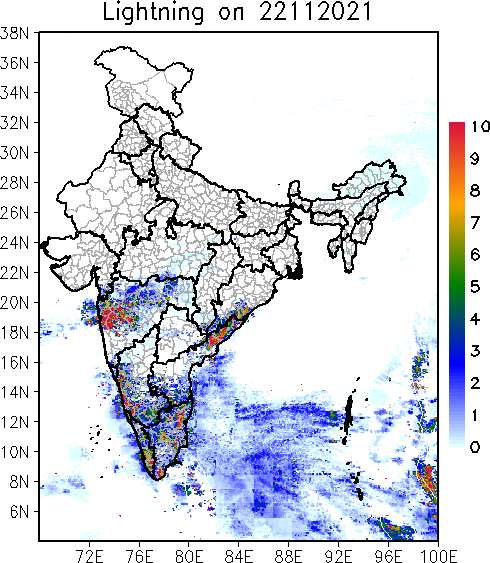 Lightning on 22112021
38N
36N
34N
32N
30N
28N
26N
24N
22N
20N
18N
16N
14N
12N
10N
8N
6N
72E 76E 80E 84E 88E 92E 96E 100E
10
9
8
7
6
5
4
3
2
1
0